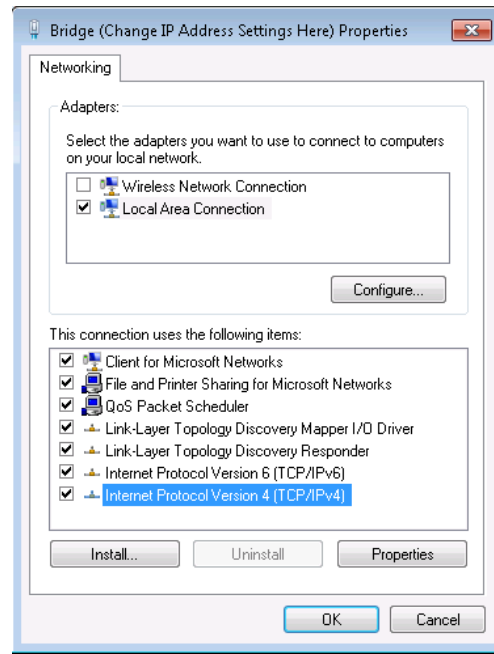 Bridge (Change IP Address Settings Here) Properties
Networking
Adapters:
Select the adapters you want to use to connect to computers
on your local network.
Wireless Network Connection
Local Area Connection
Configure...
This connection uses the following items:
Client for Microsoft Networks
File and Printer Sharing for Microsoft Networks
QoS Packet Scheduler
Link-Layer Topology Discovery Mapper I/O Driver
Link-Layer Topology Discovery Responder
Internet Protocol Version 6 (TCP/IPv6)
Internet Protocol Version 4 (TCP/IPv4)
Install... Uninstall Properties
OK Cancel